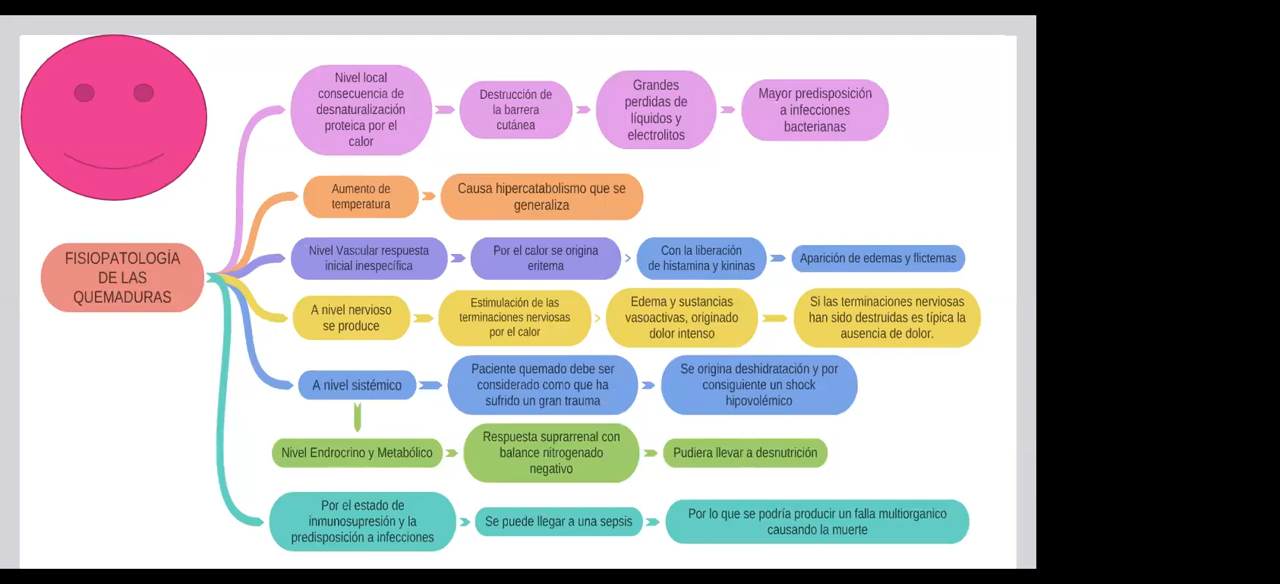 Nivel local
consecuencia de
desnaturalización
proteica por el
calor
Destrucción de
la barrera
cutánea
Grandes
perdidas de
líquidos y
electrolitos
Mayor predisposición
a infecciones
bacterianas
Aumento de
temperatura
Causa hipercatabolismo que se
generaliza
FISIOPATOLOGÍA
DE LAS
QUEMADURAS
Nivel Vascular respuesta
inicial inespecífica
Por el calor se origina
eritema
Con la liberación
de histamina y kininas
Aparición de edemas y flictemas
A nivel nervioso
se produce
Estimulación de las
terminaciones nerviosas
por el calor
Edema y sustancias
vasoactivas, originado
dolor intenso
Si las terminaciones nerviosas
han sido destruidas es típica la
ausencia de dolor.
A nivel sistémico
Paciente quemado debe ser
considerado como que ha
sufrido un gran trauma
Se origina deshidratación y por
consiguiente un shock
hipovolémico
Nivel Endrocrino y Metabólico
Respuesta suprarrenal con
balance nitrogenado
negativo
Pudiera llevar a desnutrición
Por el estado de
inmunosupresión y la
predisposición a infecciones
Se puede llegar a una sepsis
Por lo que se podría producir un falla multiorganico
causando la muerte